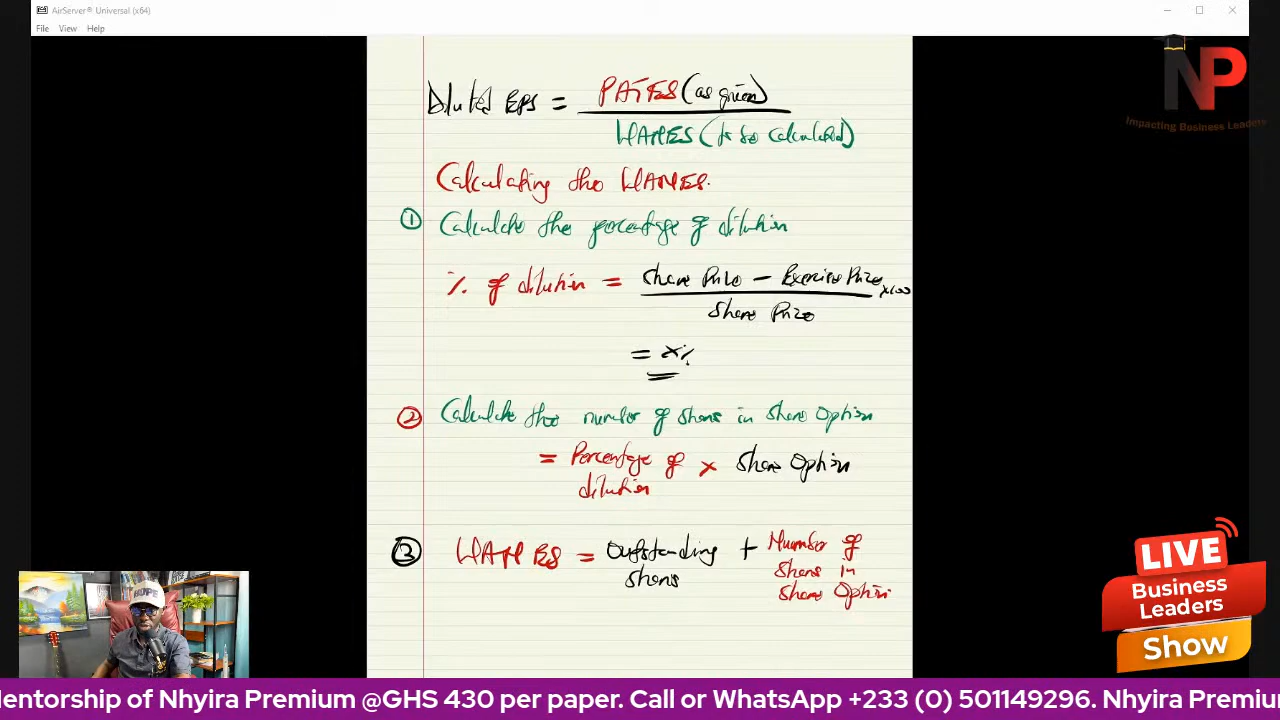 AirServer® Universal (x64)
File View Help
NP
Impacting Business Leaders
Diluted EPS = PATES (as given)
WANES (to be calculated)
Calculating the WANES.
① Calculate the percentage of dilution
% of dilution = Share Price – Exercise Price x100
Share Price
= x%
② Calculate the number of shares in share Option
= Percentage of dilution × Share Option
③ WANES = Outstanding shares + Number of shares in share Option
HOPE
LIVE
Business
Leaders
Show
Mentorship of Nhyira Premium @GHS 430 per paper. Call or WhatsApp +233 (0) 501149296. Nhyira Premiu